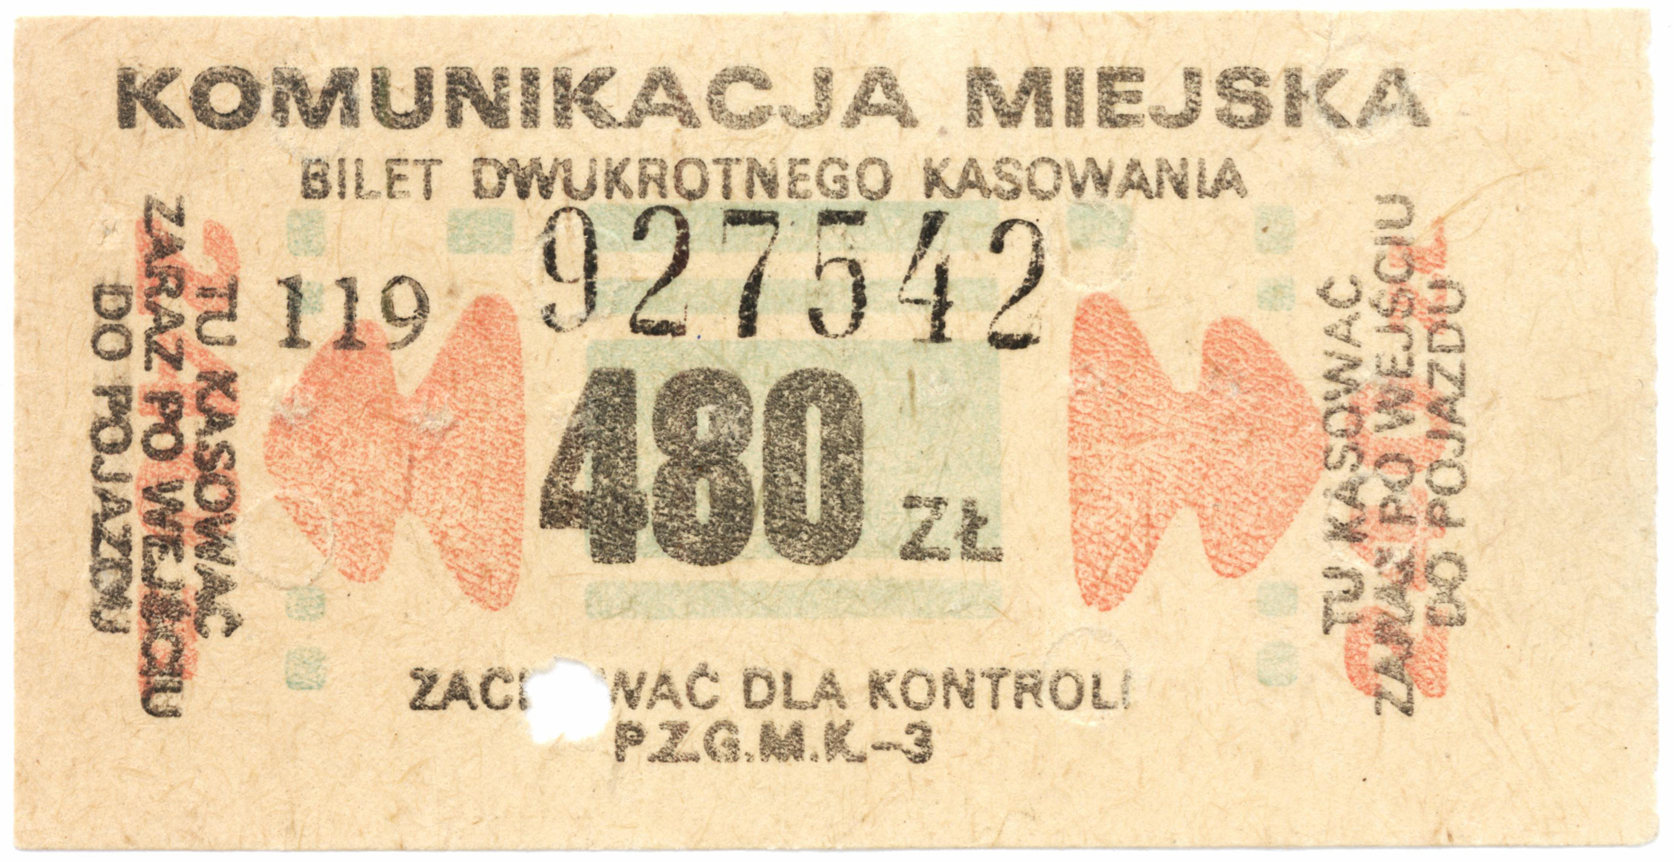 KOMUNIKACJA MIEJSKA
BILET DWUKROTNEGO KASOWANIA
119 927542
480 ZŁ
TU KASOWAĆ
ZARAZ PO WEJŚCIU
DO POJAZDU
TU KASOWAĆ
ZARAZ PO WEJŚCIU
DO POJAZDU
DLA KONTROLI
P.Z.G.M.K.-3